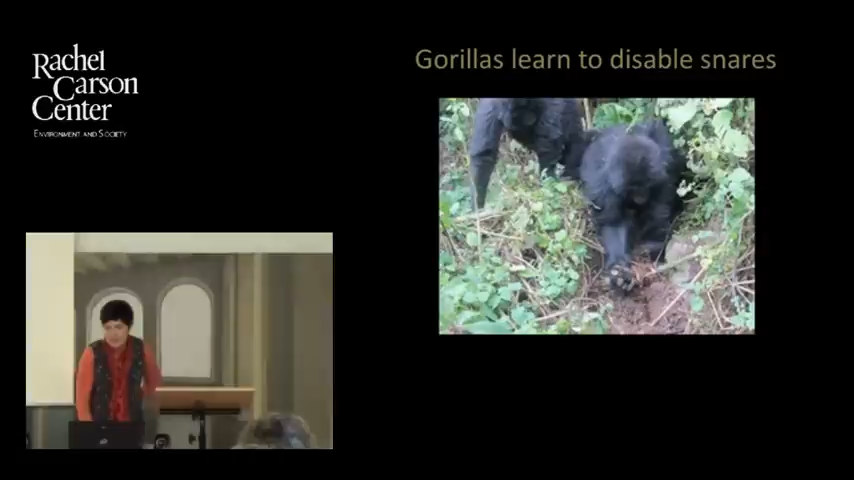 Rachel
Carson
Center
ENVIRONMENT AND SOCIETY
Gorillas learn to disable snares